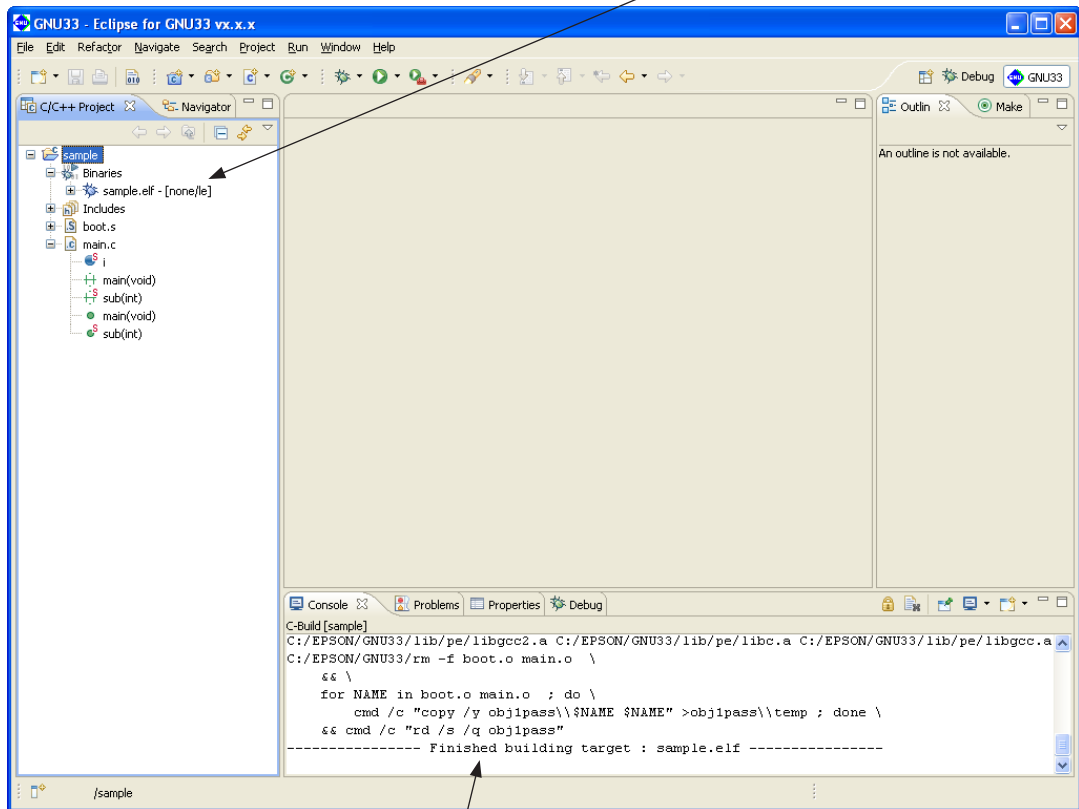 GNU33 - Eclipse for GNU33 vx.x.x
File Edit Refactor Navigate Search Project Run Window Help
Debug GNU33
C/C++ Project Navigator
Outlin Make
sample
Binaries
sample.elf - [none/le]
Includes
boot.s
main.c
i
main(void)
sub(int)
main(void)
sub(int)
An outline is not available.
Console Problems Properties Debug
C-Build [sample]
C:/EPSON/GNU33/lib/pe/libgcc2.a C:/EPSON/GNU33/lib/pe/libc.a C:/EPSON/GNU33/lib/pe/libgcc.a
C:/EPSON/GNU33/rm -f boot.o main.o \
&& \
for NAME in boot.o main.o ; do \
cmd /c "copy /y obj1pass\\$NAME $NAME" >obj1pass\\temp ; done \
&& cmd /c "rd /s /q obj1pass"
---------------- Finished building target : sample.elf ----------------
/sample